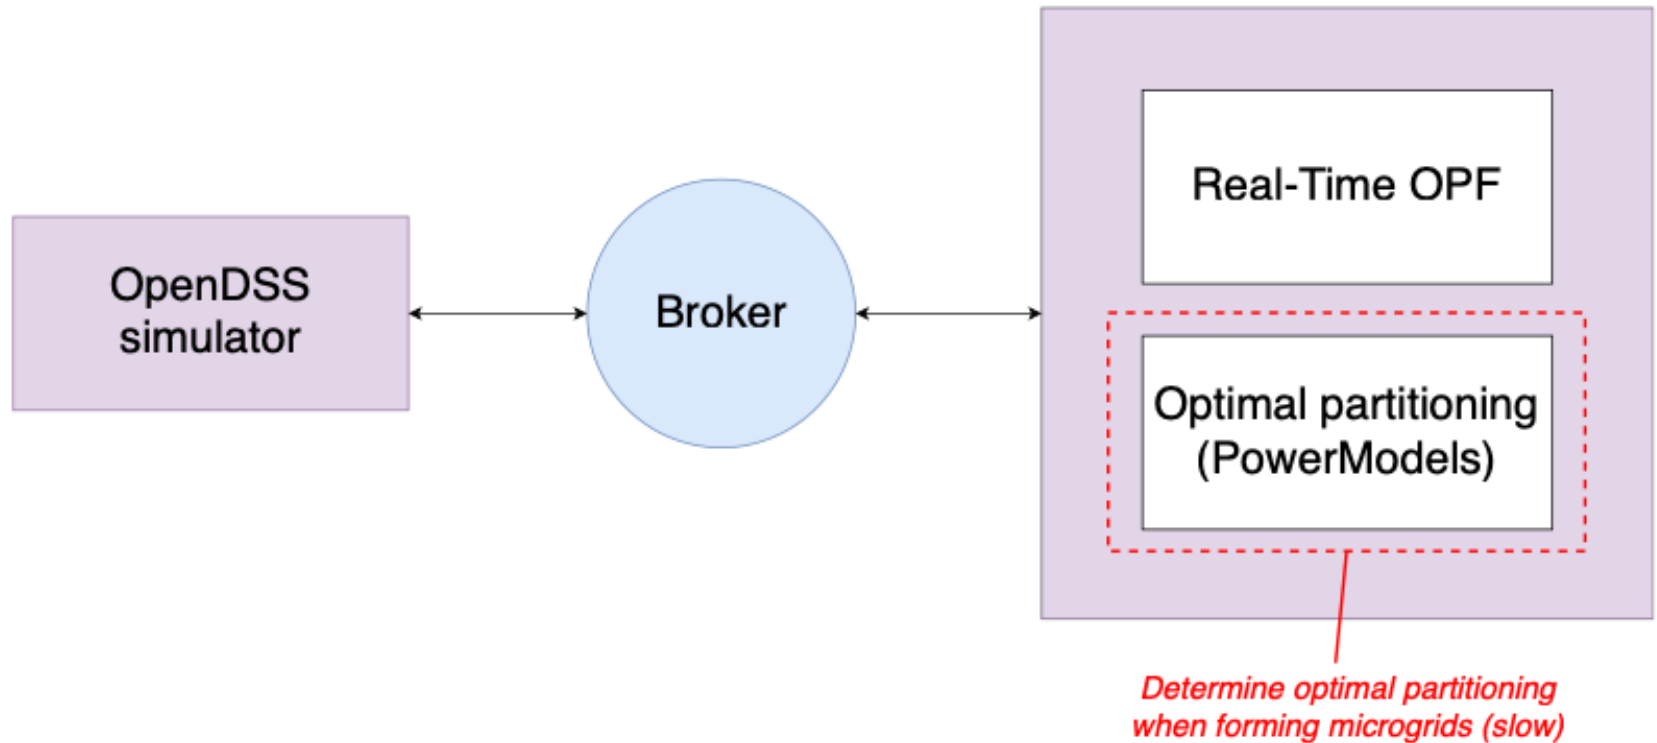 OpenDSS
simulator
Broker
Real-Time OPF
Optimal partitioning
(PowerModels)
Determine optimal partitioning
when forming microgrids (slow)